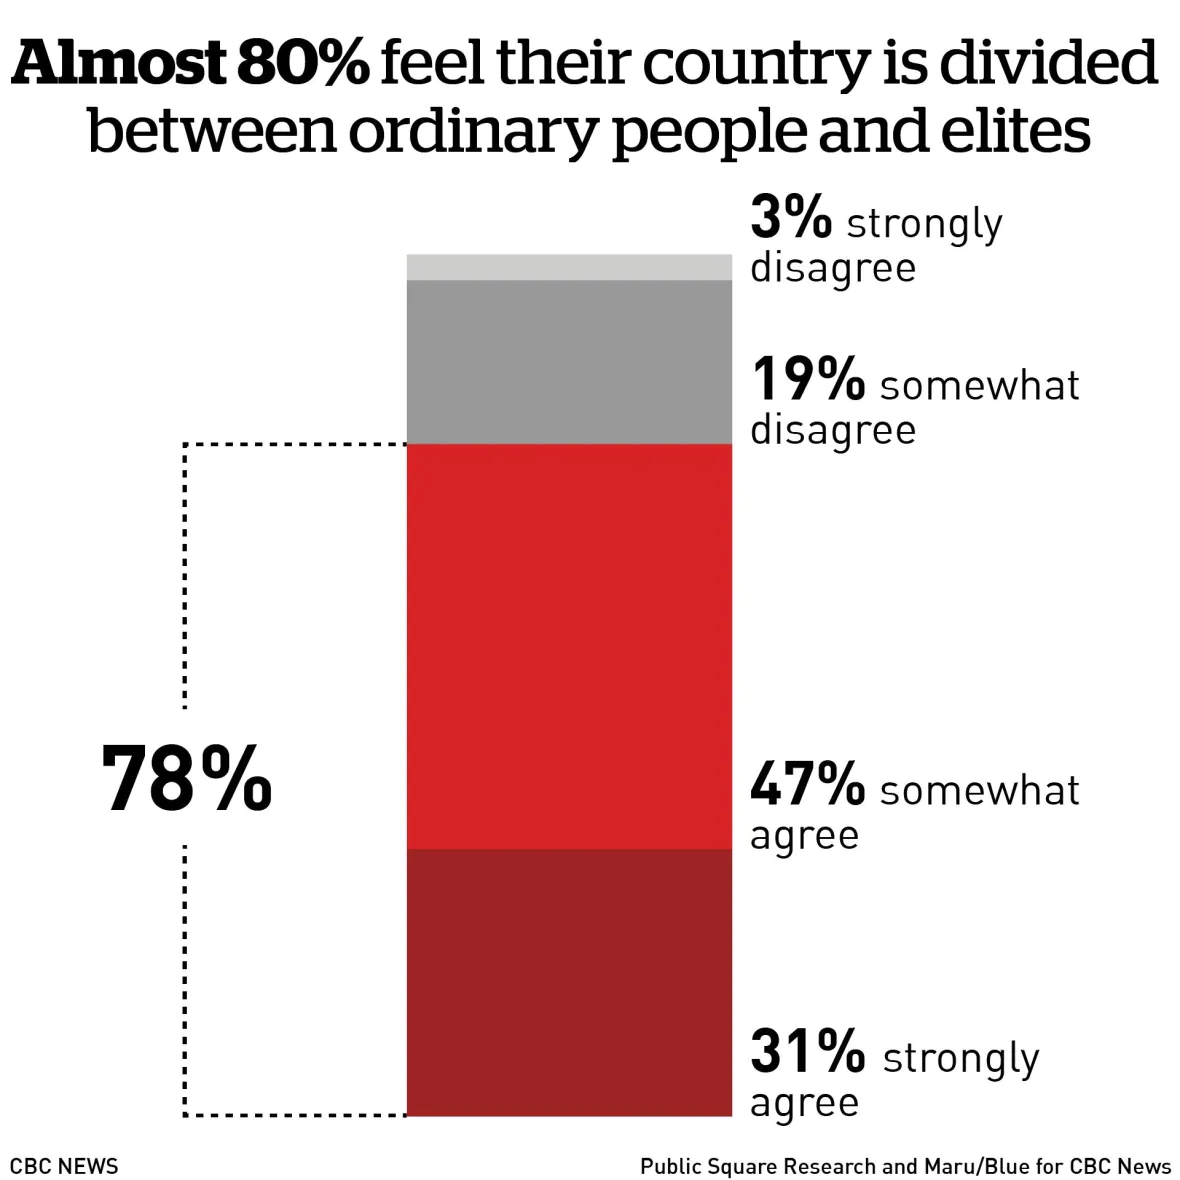 Almost 80% feel their country is divided
between ordinary people and elites
3% strongly
disagree
19% somewhat
disagree
78%
47% somewhat
agree
31% strongly
agree
CBC NEWS
Public Square Research and Maru/Blue for CBC News